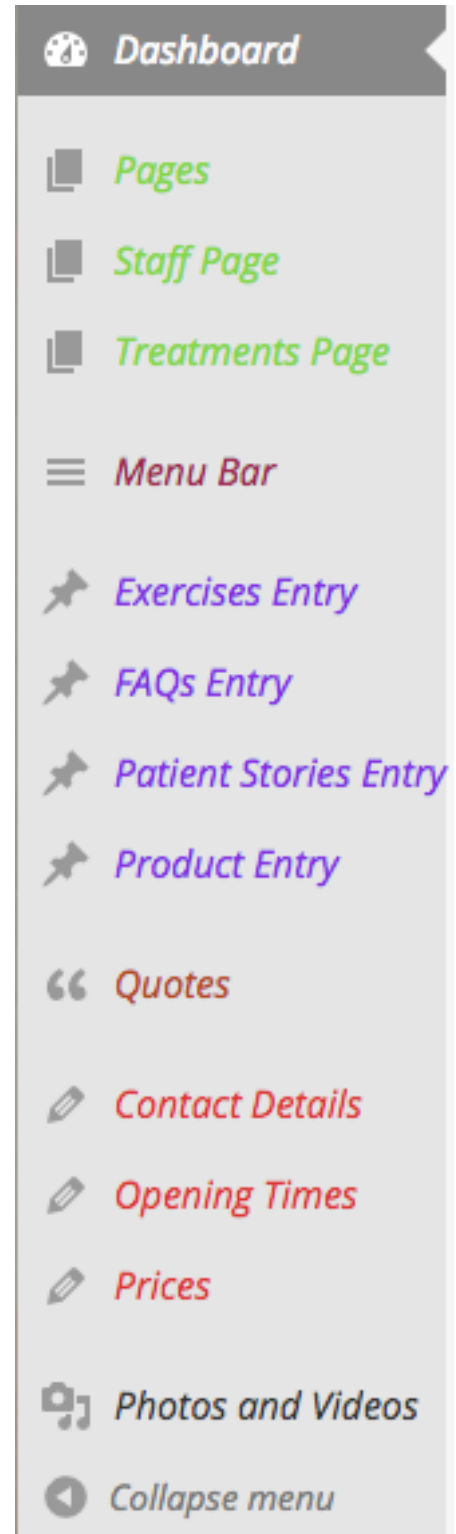 Dashboard
Pages
Staff Page
Treatments Page
Menu Bar
Exercises Entry
FAQs Entry
Patient Stories Entry
Product Entry
Quotes
Contact Details
Opening Times
Prices
Photos and Videos
Collapse menu